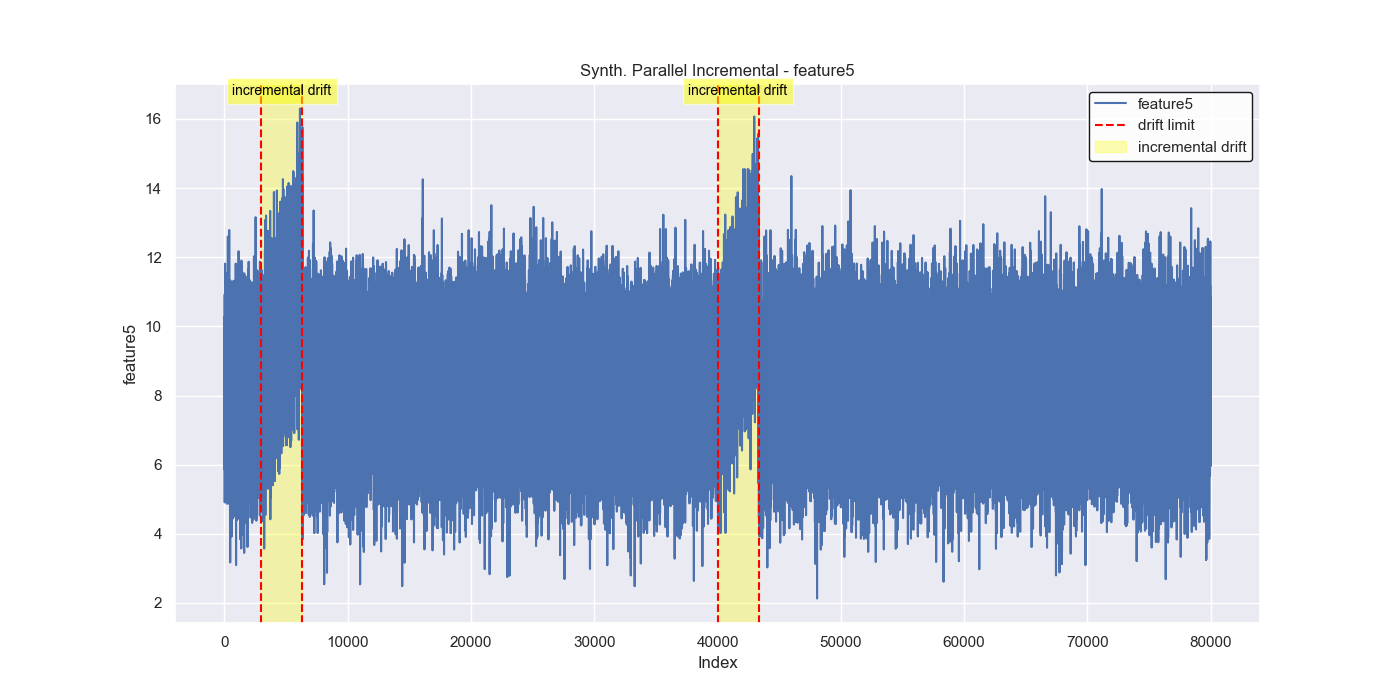 Synth. Parallel Incremental - feature5
incremental drift
incremental drift
feature5
drift limit
incremental drift
16
14
12
10
8
6
4
2
feature5
0
10000
20000
30000
40000
50000
60000
70000
80000
Index